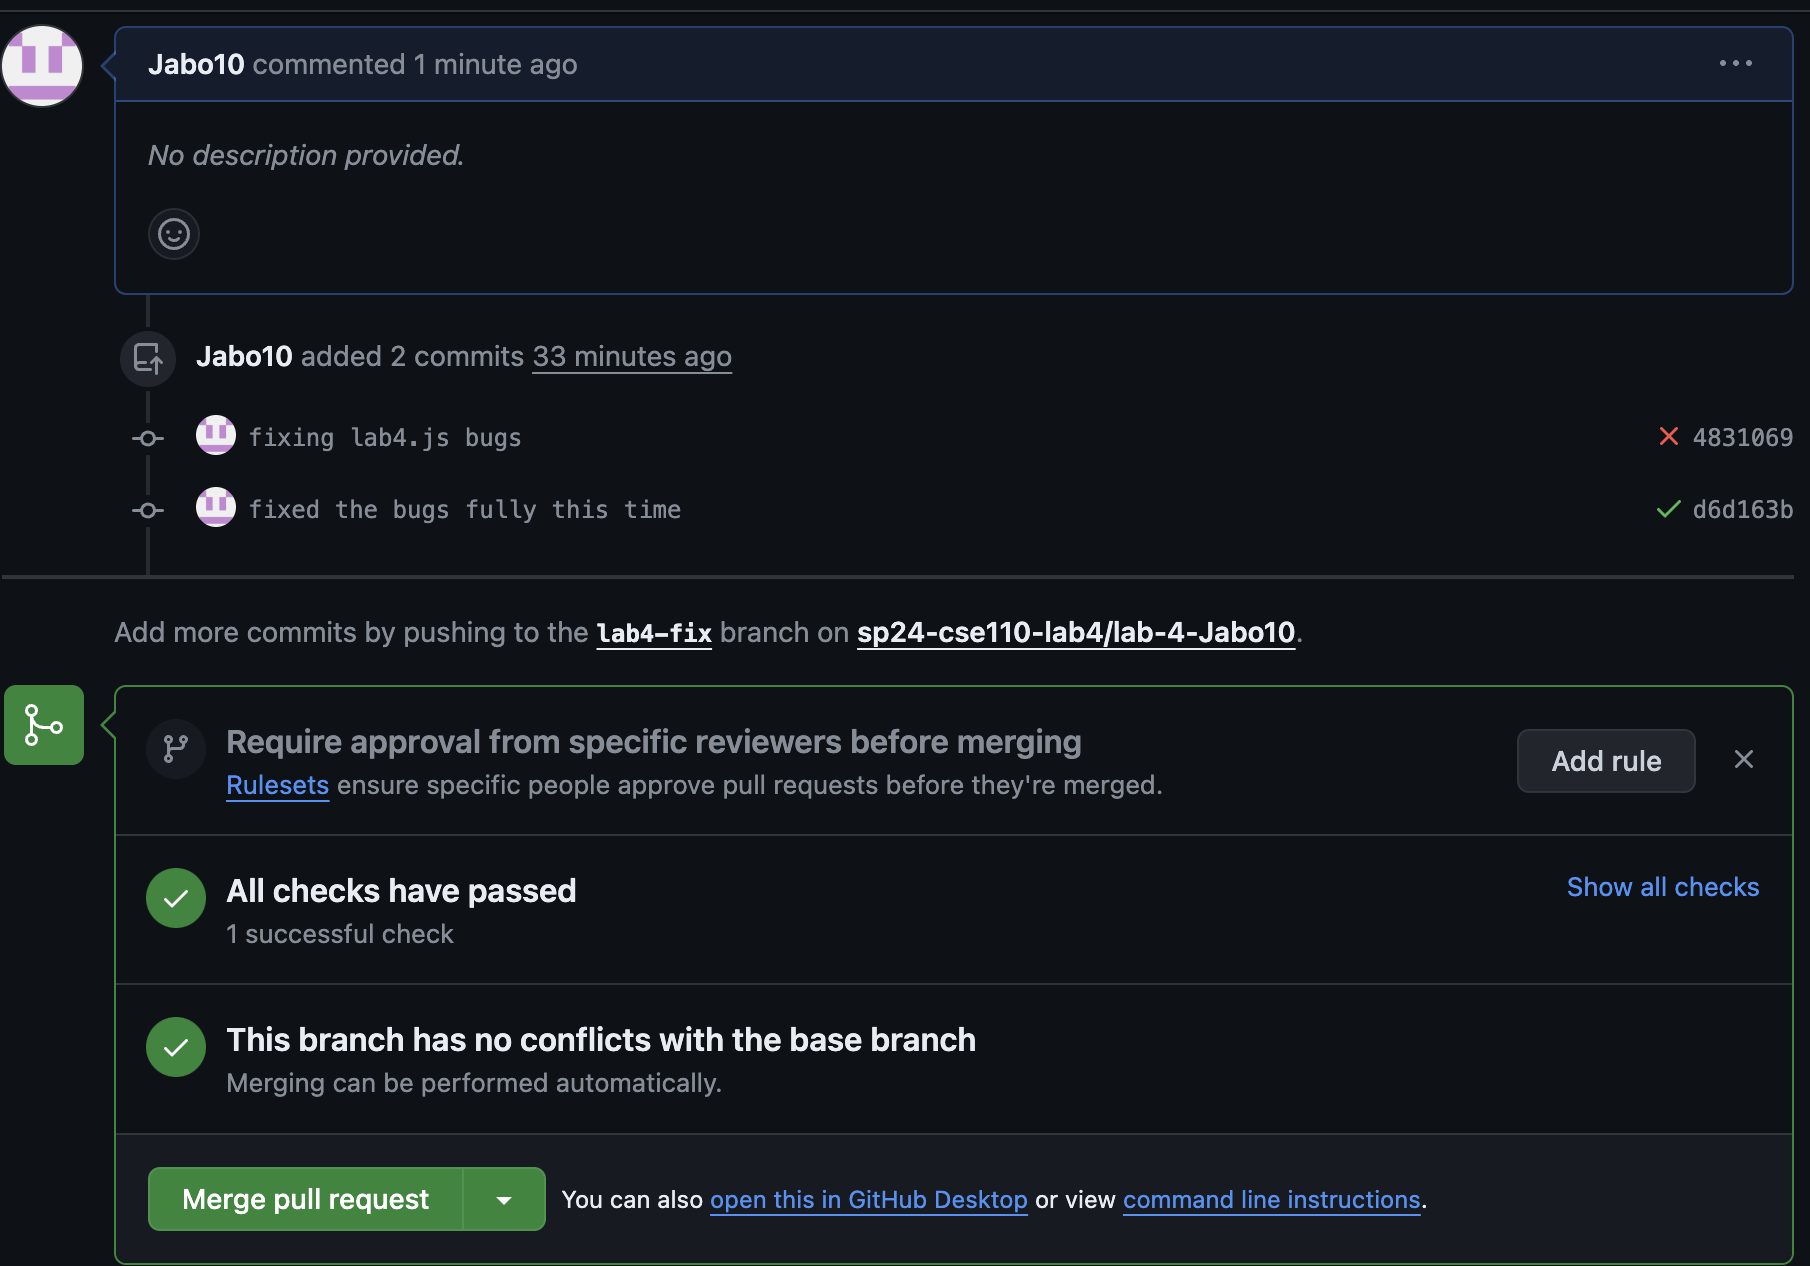 Jabo10 commented 1 minute ago
No description provided.
Jabo10 added 2 commits 33 minutes ago
fixing lab4.js bugs 4831069
fixed the bugs fully this time d6d163b
Add more commits by pushing to the lab4-fix branch on sp24-cse110-lab4/lab-4-Jabo10.
Require approval from specific reviewers before merging
Rulesets ensure specific people approve pull requests before they're merged.
Add rule
All checks have passed
1 successful check
Show all checks
This branch has no conflicts with the base branch
Merging can be performed automatically.
Merge pull request
You can also open this in GitHub Desktop or view command line instructions.